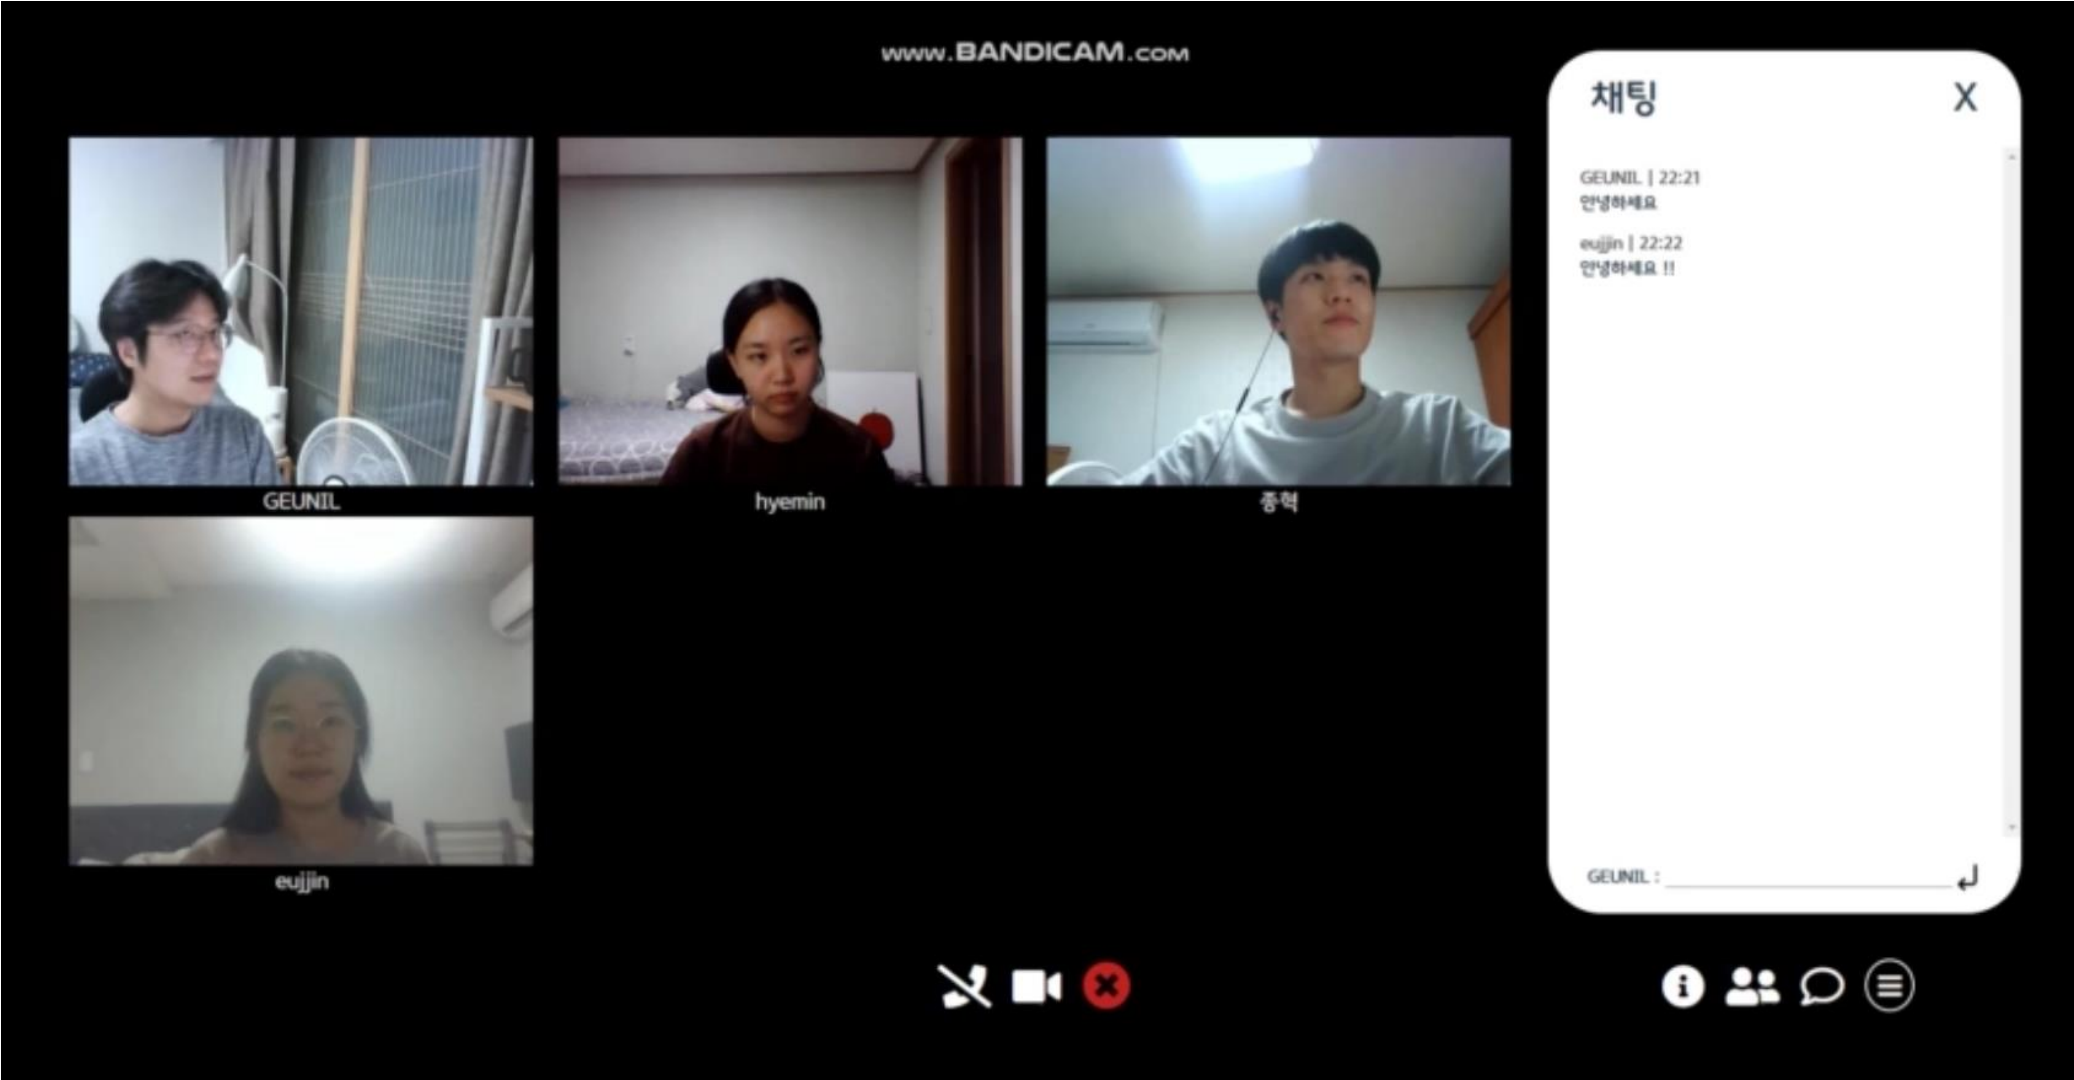 www.BANDICAM.COM
채팅
X
GEUNIL | 22:21
안녕하세요
eujjin | 22:22
안녕하세요 !!
GEUNIL
hyemin
종혁
eujjin
GEUNIL :